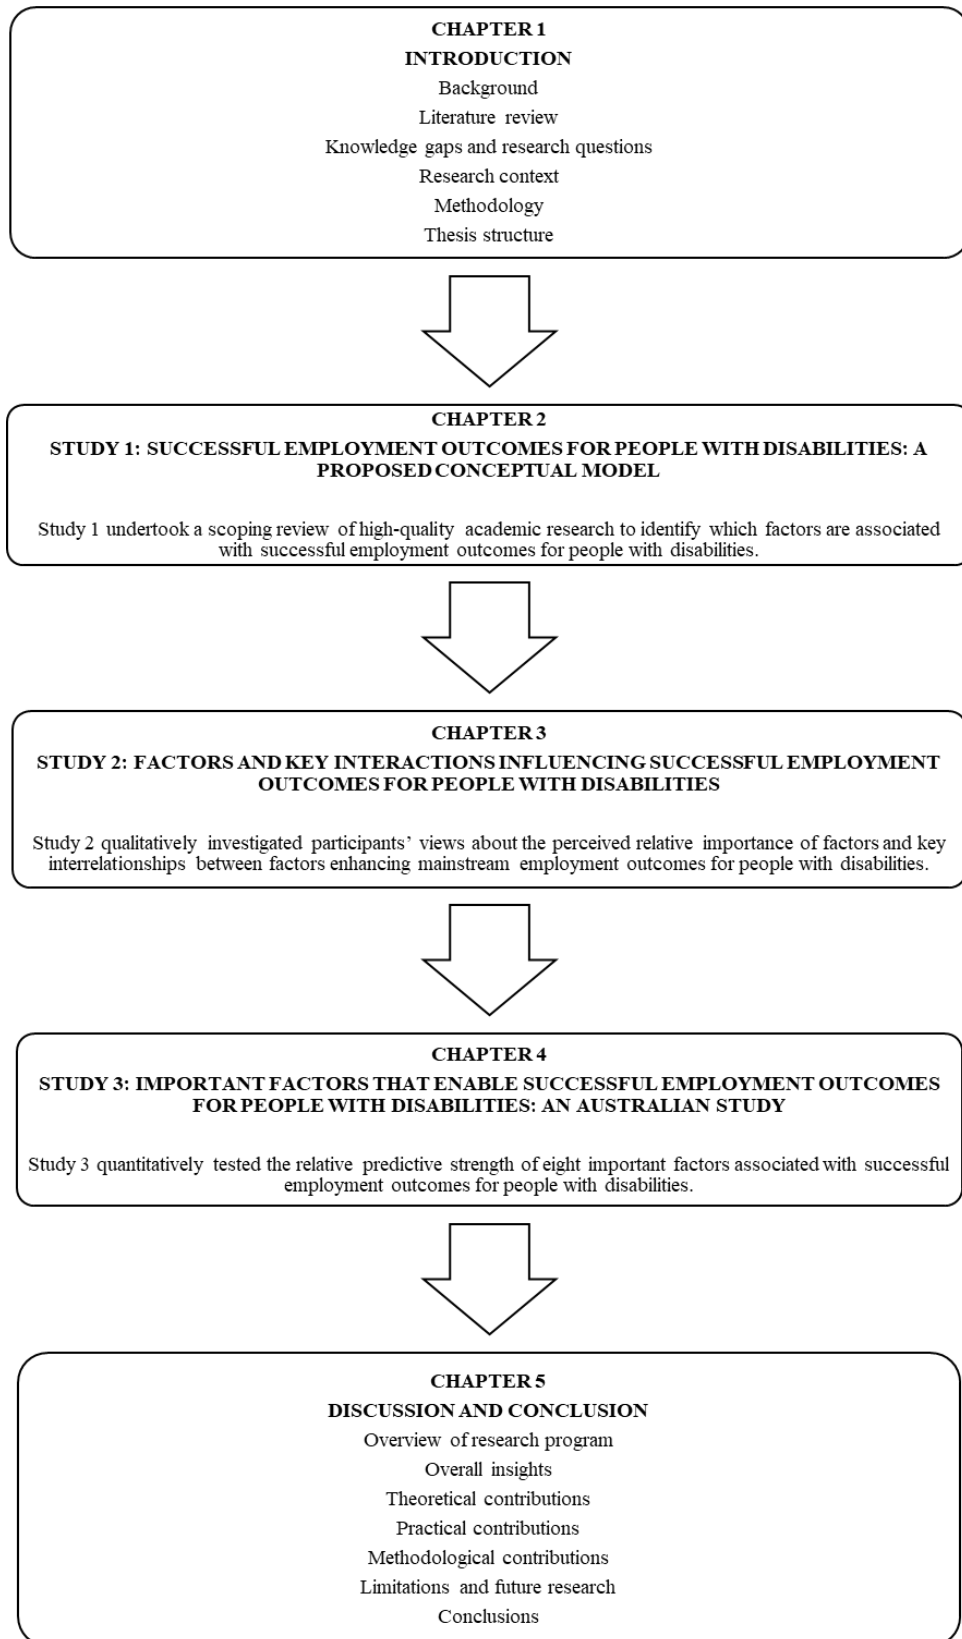 CHAPTER 1
INTRODUCTION
Background
Literature review
Knowledge gaps and research questions
Research context
Methodology
Thesis structure
CHAPTER 2
STUDY 1: SUCCESSFUL EMPLOYMENT OUTCOMES FOR PEOPLE WITH DISABILITIES: A
PROPOSED CONCEPTUAL MODEL
Study 1 undertook a scoping review of high-quality academic research to identify which factors are associated
with successful employment outcomes for people with disabilities.
CHAPTER 3
STUDY 2: FACTORS AND KEY INTERACTIONS INFLUENCING SUCCESSFUL EMPLOYMENT
OUTCOMES FOR PEOPLE WITH DISABILITIES
Study 2 qualitatively investigated participants’ views about the perceived relative importance of factors and key
interrelationships between factors enhancing mainstream employment outcomes for people with disabilities.
CHAPTER 4
STUDY 3: IMPORTANT FACTORS THAT ENABLE SUCCESSFUL EMPLOYMENT OUTCOMES
FOR PEOPLE WITH DISABILITIES: AN AUSTRALIAN STUDY
Study 3 quantitatively tested the relative predictive strength of eight important factors associated with successful
employment outcomes for people with disabilities.
CHAPTER 5
DISCUSSION AND CONCLUSION
Overview of research program
Overall insights
Theoretical contributions
Practical contributions
Methodological contributions
Limitations and future research
Conclusions